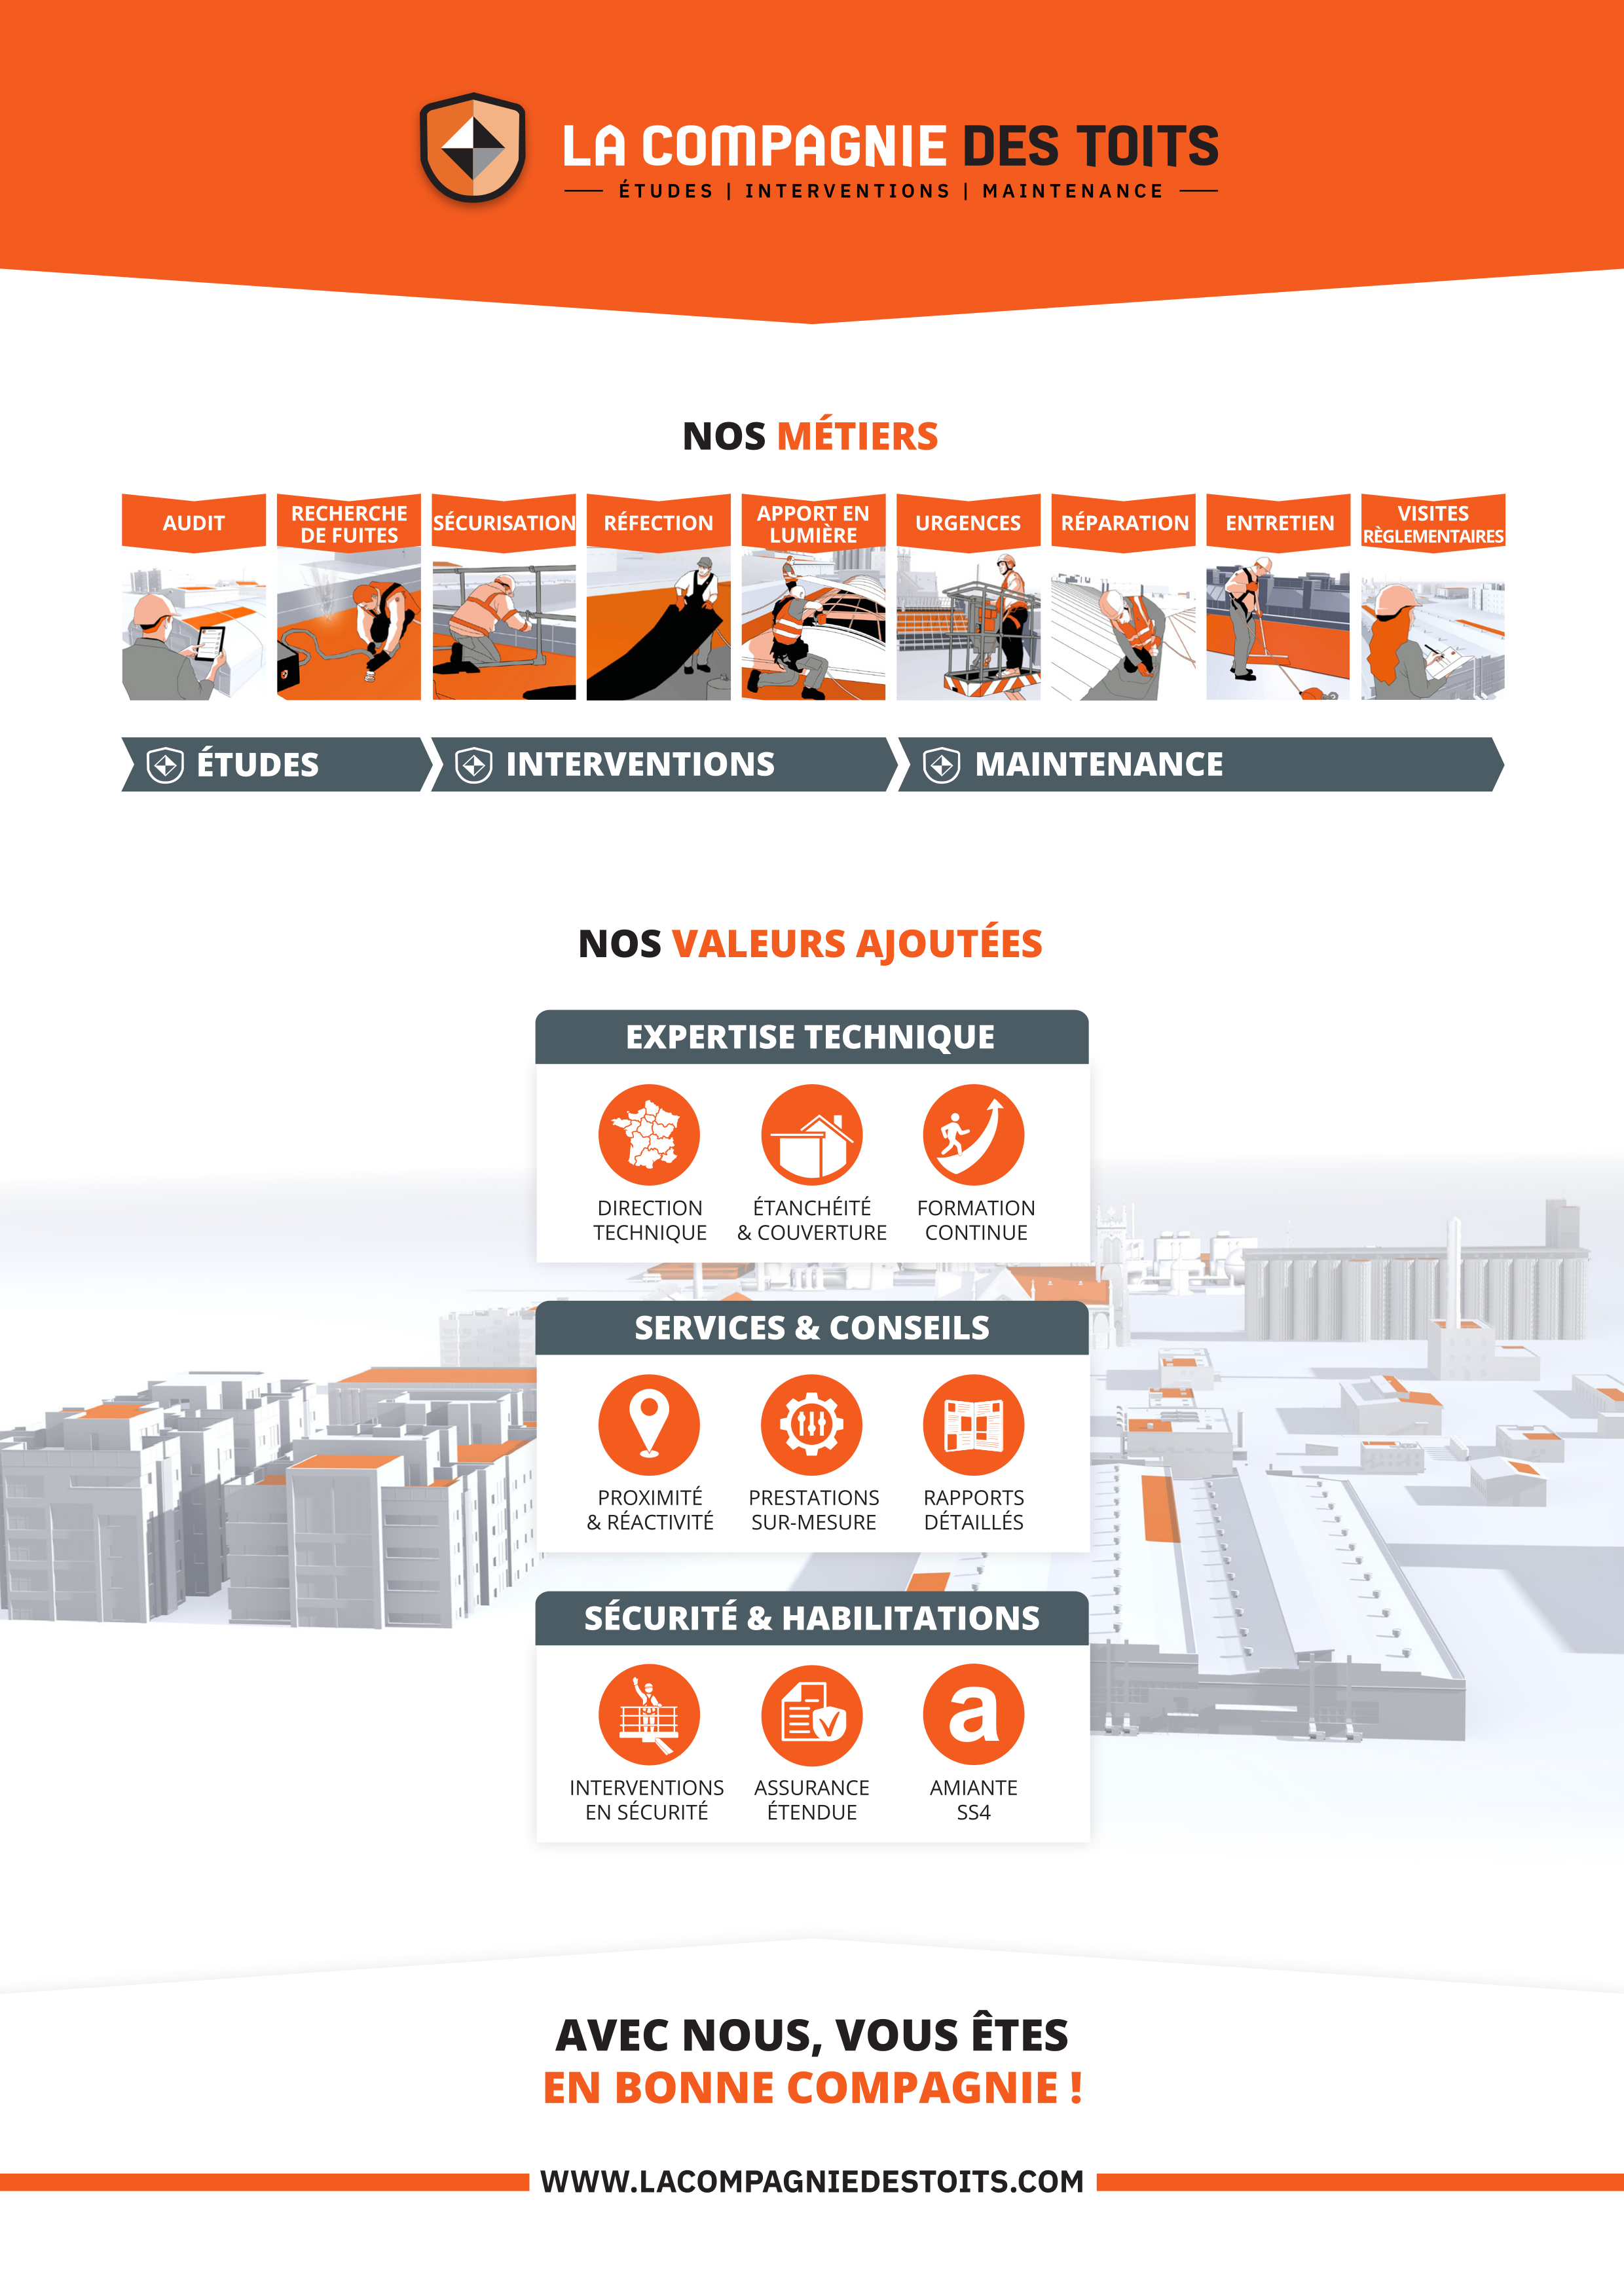 LA COMPAGNIE DES TOITS
ÉTUDES | INTERVENTIONS | MAINTENANCE
NOS MÉTIERS
AUDIT
RECHERCHE
DE FUITES
SÉCURISATION
RÉFECTION
APPORT EN
LUMIÈRE
URGENCES
RÉPARATION
ENTRETIEN
VISITES
RÈGLEMENTAIRES
ÉTUDES
INTERVENTIONS
MAINTENANCE
NOS VALEURS AJOUTÉES
EXPERTISE TECHNIQUE
DIRECTION
TECHNIQUE
ÉTANCHÉITÉ
& COUVERTURE
FORMATION
CONTINUE
SERVICES & CONSEILS
PROXIMITÉ
& RÉACTIVITÉ
PRESTATIONS
SUR-MESURE
RAPPORTS
DÉTAILLÉS
SÉCURITÉ & HABILITATIONS
a
INTERVENTIONS
EN SÉCURITÉ
ASSURANCE
ÉTENDUE
AMIANTE
SS4
AVEC NOUS, VOUS ÊTES
EN BONNE COMPAGNIE !
WWW.LACOMPAGNIEDESTOITS.COM